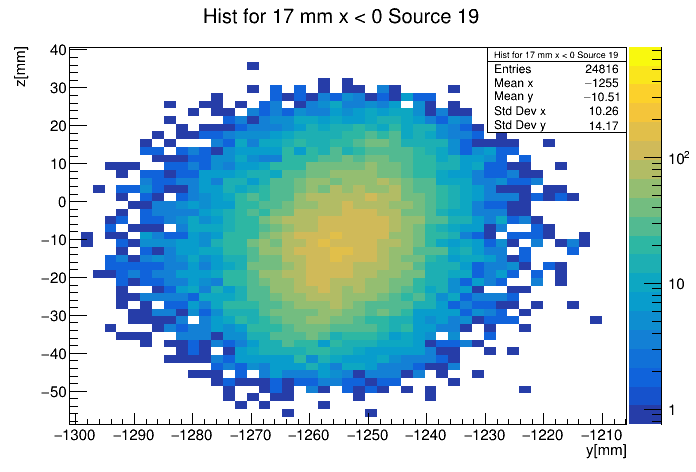 Hist for 17 mm x < 0 Source 19
z[mm]
Hist for 17 mm x < 0 Source 19
Entries 24816
Mean x −1255
Mean y −10.51
Std Dev x 10.26
Std Dev y 14.17
40
30
20
10
0
−10
−20
−30
−40
−50
10²
10
1
−1300 −1290 −1280 −1270 −1260 −1250 −1240 −1230 −1220 −1210
y[mm]